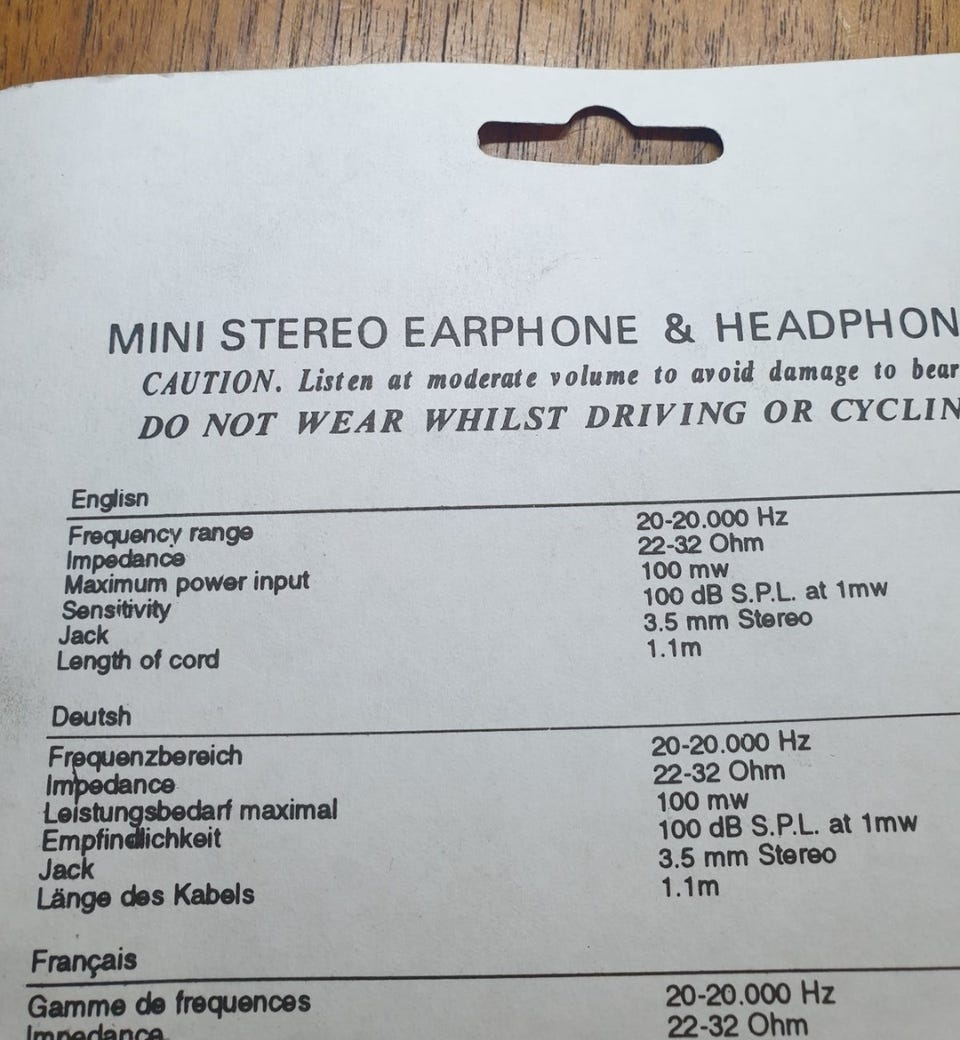 MINI STEREO EARPHONE & HEADPHON
CAUTION. Listen at moderate volume to avoid damage to bear
DO NOT WEAR WHILST DRIVING OR CYCLIN
Englisn
Frequency range 20-20.000 Hz
Impedance 22-32 Ohm
Maximum power input 100 mw
Sensitivity 100 dB S.P.L. at 1mw
Jack 3.5 mm Stereo
Length of cord 1.1m
Deutsh
Frequenzbereich 20-20.000 Hz
Impedance 22-32 Ohm
Leistungsbedarf maximal 100 mw
Empfindlichkeit 100 dB S.P.L. at 1mw
Jack 3.5 mm Stereo
Länge des Kabels 1.1m
Français
Gamme de frequences 20-20.000 Hz
Impedance 22-32 Ohm